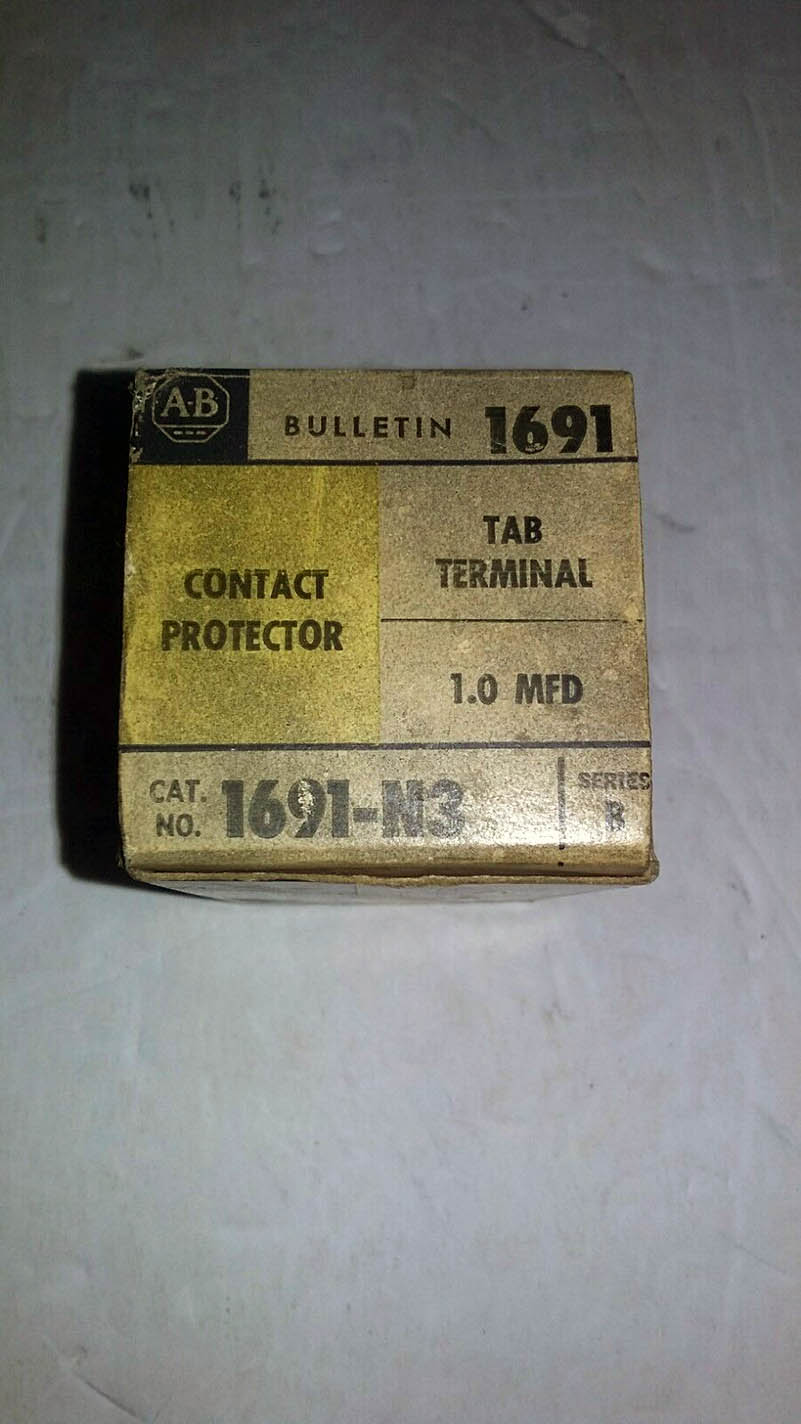 A-B
BULLETIN 1691
CONTACT
PROTECTOR
TAB
TERMINAL
1.0 MFD
CAT.
NO. 1691-N3
SERIES
B